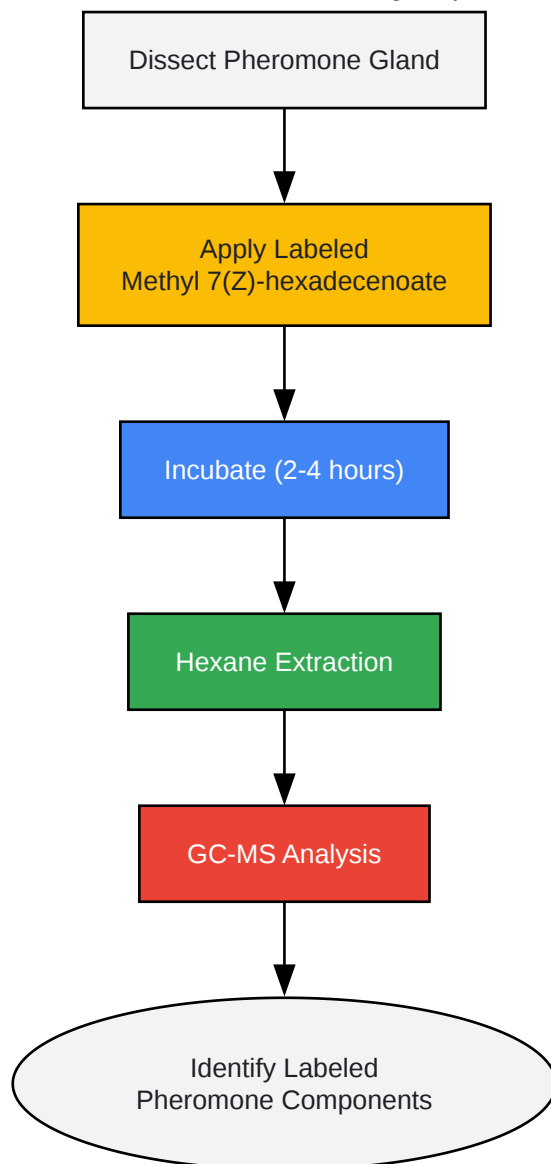 Dissect Pheromone Gland
Apply Labeled
Methyl 7(Z)-hexadecenoate
Incubate (2-4 hours)
Hexane Extraction
GC-MS Analysis
Identify Labeled
Pheromone Components